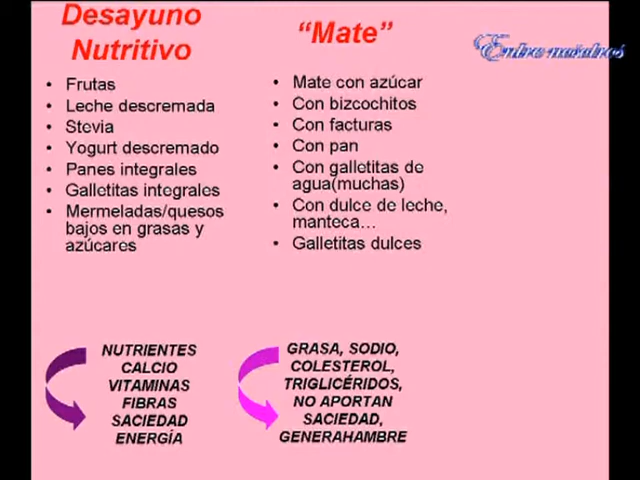 Desayuno
Nutritivo
• Frutas
• Leche descremada
• Stevia
• Yogurt descremado
• Panes integrales
• Galletitas integrales
• Mermeladas/quesos
bajos en grasas y
azúcares
NUTRIENTES
CALCIO
VITAMINAS
FIBRAS
SACIEDAD
ENERGÍA
“Mate”
• Mate con azúcar
• Con bizcochitos
• Con facturas
• Con pan
• Con galletitas de
agua(muchas)
• Con dulce de leche,
manteca…
• Galletitas dulces
GRASA, SODIO,
COLESTEROL,
TRIGLICÉRIDOS,
NO APORTAN
SACIEDAD,
GENERAHAMBRE
Entre nosotros